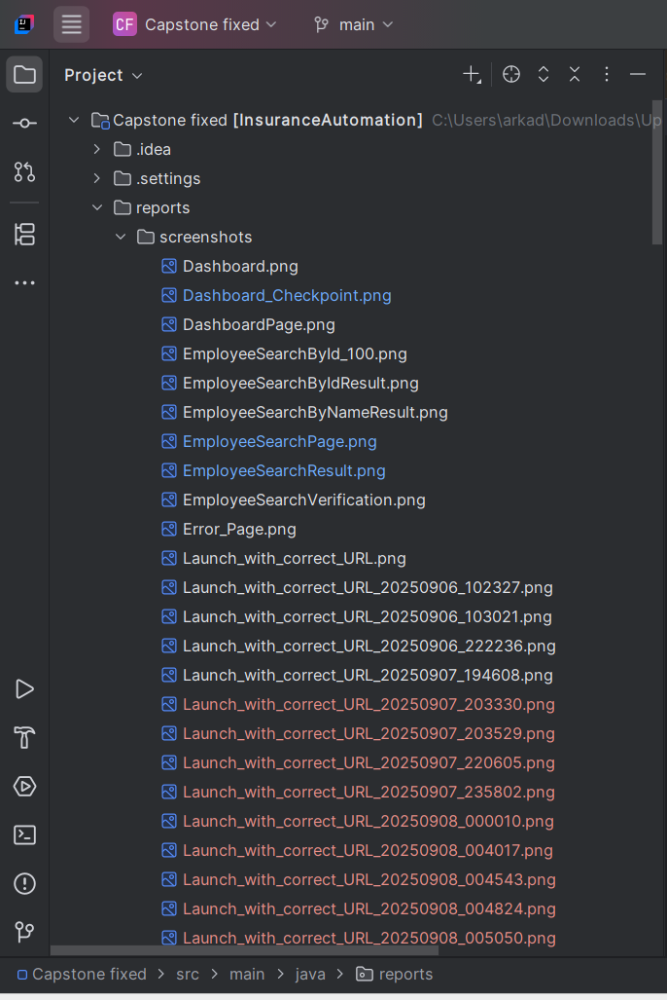 CF Capstone fixed main
Project
Capstone fixed [InsuranceAutomation] C:\Users\arkad\Downloads\Up
.idea
.settings
reports
screenshots
Dashboard.png
Dashboard_Checkpoint.png
DashboardPage.png
EmployeeSearchById_100.png
EmployeeSearchByIdResult.png
EmployeeSearchByNameResult.png
EmployeeSearchPage.png
EmployeeSearchResult.png
EmployeeSearchVerification.png
Error_Page.png
Launch_with_correct_URL.png
Launch_with_correct_URL_20250906_102327.png
Launch_with_correct_URL_20250906_103021.png
Launch_with_correct_URL_20250906_222236.png
Launch_with_correct_URL_20250907_194608.png
Launch_with_correct_URL_20250907_203330.png
Launch_with_correct_URL_20250907_203529.png
Launch_with_correct_URL_20250907_220605.png
Launch_with_correct_URL_20250907_235802.png
Launch_with_correct_URL_20250908_000010.png
Launch_with_correct_URL_20250908_004017.png
Launch_with_correct_URL_20250908_004543.png
Launch_with_correct_URL_20250908_004824.png
Launch_with_correct_URL_20250908_005050.png
Capstone fixed > src > main > java > reports